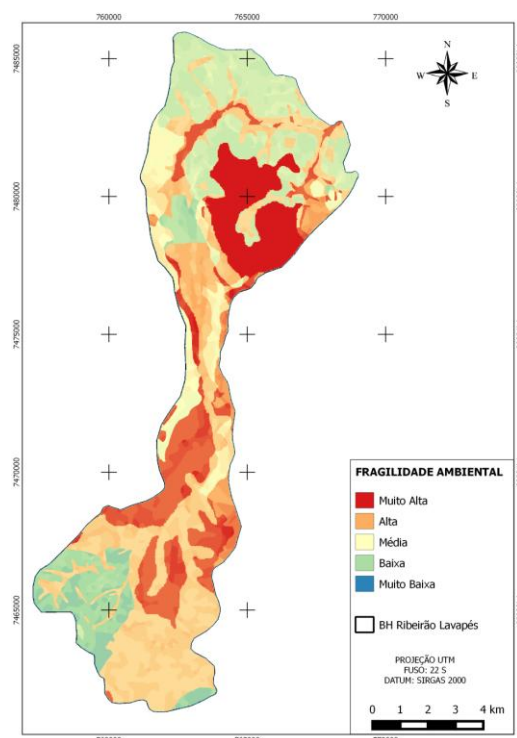 760000 765000 770000
7485000
N
W E
S
7480000
7475000
7470000
7465000
FRAGILIDADE AMBIENTAL
Muito Alta
Alta
Média
Baixa
Muito Baixa
BH Ribeirão Lavapés
PROJEÇÃO UTM
FUSO: 22 S
DATUM: SIRGAS 2000
0 1 2 3 4 km